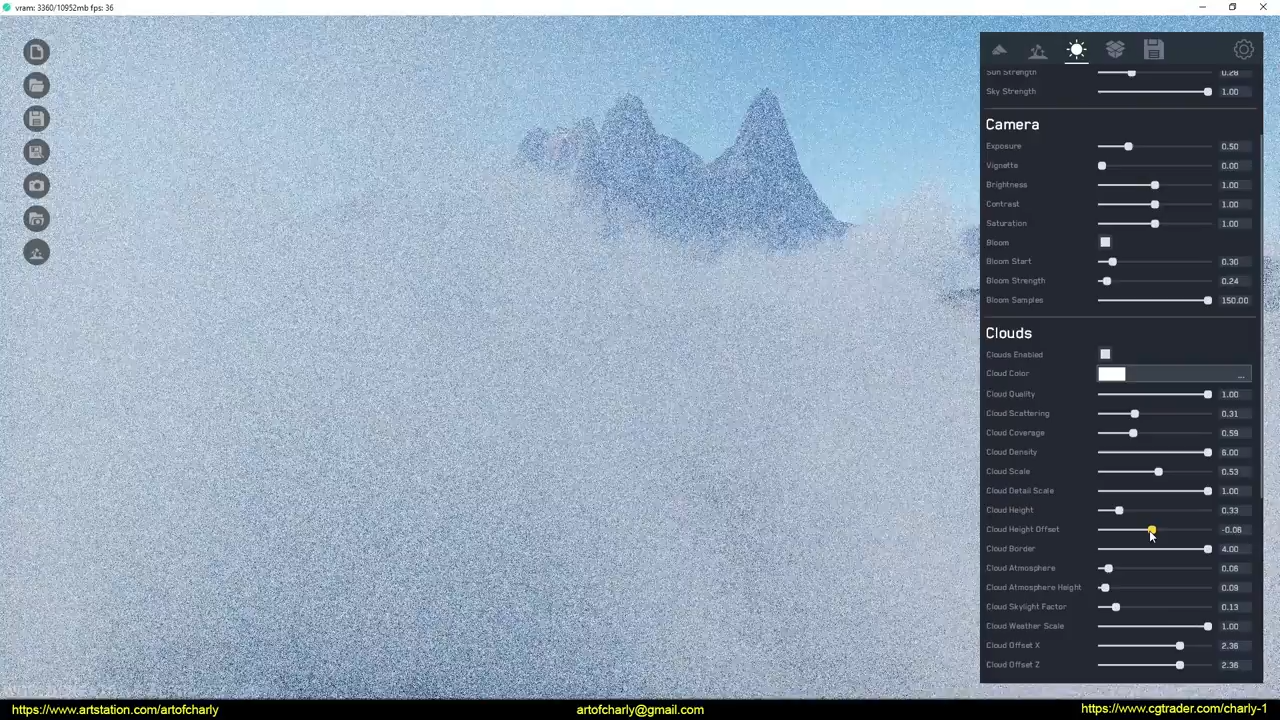 vram: 3360/10952mb fps: 36
Sun Strength 0.28
Sky Strength 1.00
Camera
Exposure 0.50
Vignette 0.00
Brightness 1.00
Contrast 1.00
Saturation 1.00
Bloom
Bloom Start 0.30
Bloom Strength 0.24
Bloom Samples 150.00
Clouds
Clouds Enabled
Cloud Color ...
Cloud Quality 1.00
Cloud Scattering 0.31
Cloud Coverage 0.59
Cloud Density 6.00
Cloud Scale 0.53
Cloud Detail Scale 1.00
Cloud Height 0.33
Cloud Height Offset -0.06
Cloud Border 4.00
Cloud Atmosphere 0.06
Cloud Atmosphere Height 0.09
Cloud Skylight Factor 0.13
Cloud Weather Scale 1.00
Cloud Offset X 2.36
Cloud Offset Z 2.36
https://www.artstation.com/artofcharly artofcharly@gmail.com https://www.cgtrader.com/charly-1